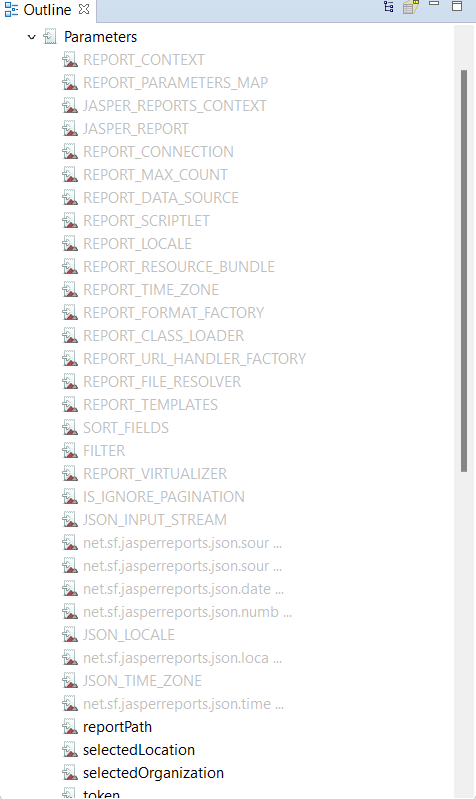 Outline
Parameters
REPORT_CONTEXT
REPORT_PARAMETERS_MAP
JASPER_REPORTS_CONTEXT
JASPER_REPORT
REPORT_CONNECTION
REPORT_MAX_COUNT
REPORT_DATA_SOURCE
REPORT_SCRIPTLET
REPORT_LOCALE
REPORT_RESOURCE_BUNDLE
REPORT_TIME_ZONE
REPORT_FORMAT_FACTORY
REPORT_CLASS_LOADER
REPORT_URL_HANDLER_FACTORY
REPORT_FILE_RESOLVER
REPORT_TEMPLATES
SORT_FIELDS
FILTER
REPORT_VIRTUALIZER
IS_IGNORE_PAGINATION
JSON_INPUT_STREAM
net.sf.jasperreports.json.sour ...
net.sf.jasperreports.json.sour ...
net.sf.jasperreports.json.date ...
net.sf.jasperreports.json.numb ...
JSON_LOCALE
net.sf.jasperreports.json.loca ...
JSON_TIME_ZONE
net.sf.jasperreports.json.time ...
reportPath
selectedLocation
selectedOrganization
token